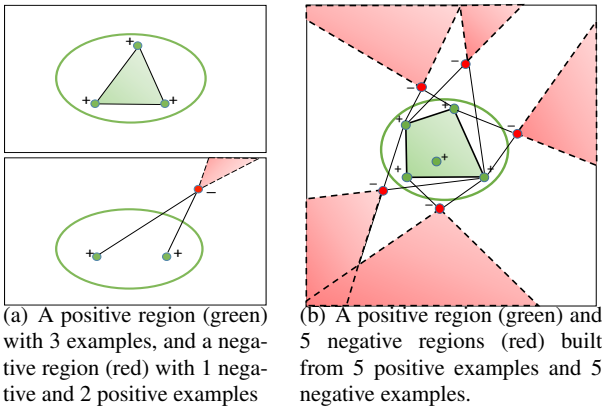 +
+
+
−
+
+
−
−
−
+
+
+
+
+
−
−
(a) A positive region (green)
with 3 examples, and a nega-
tive region (red) with 1 nega-
tive and 2 positive examples
(b) A positive region (green) and
5 negative regions (red) built
from 5 positive examples and 5
negative examples.